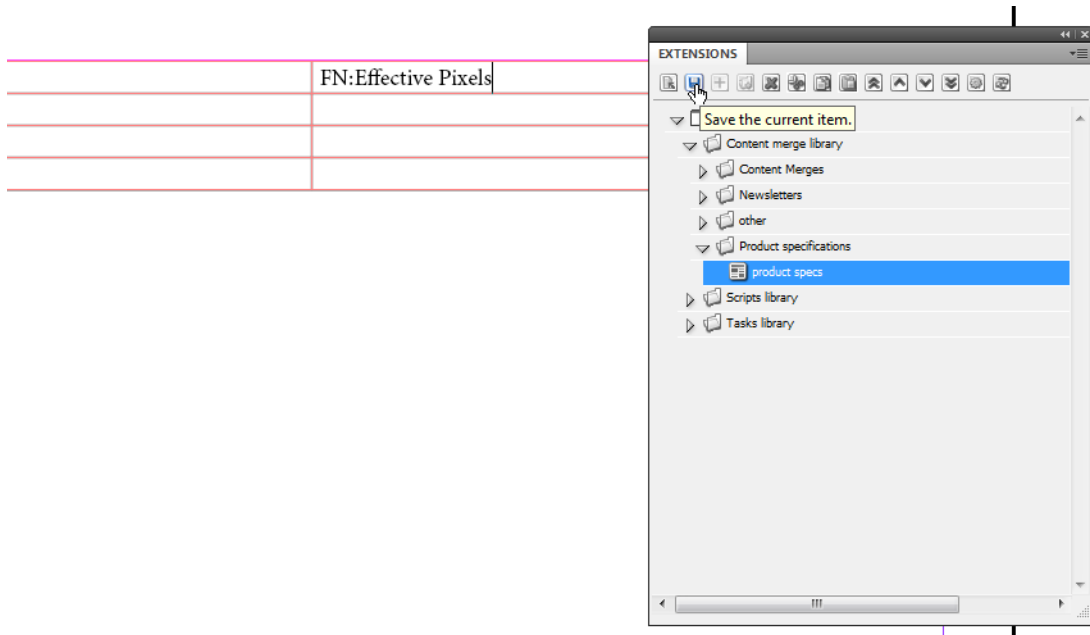 FN:Effective Pixels
EXTENSIONS
Save the current item.
Content merge library
Content Merges
Newsletters
other
Product specifications
product specs
Scripts library
Tasks library